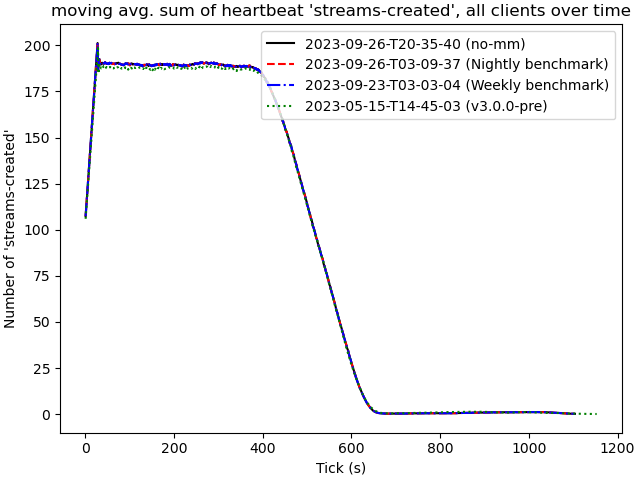 moving avg. sum of heartbeat 'streams-created', all clients over time
2023-09-26-T20-35-40 (no-mm)
2023-09-26-T03-09-37 (Nightly benchmark)
2023-09-23-T03-03-04 (Weekly benchmark)
2023-05-15-T14-45-03 (v3.0.0-pre)
Number of 'streams-created'
200
175
150
125
100
75
50
25
0
0 200 400 600 800 1000 1200
Tick (s)